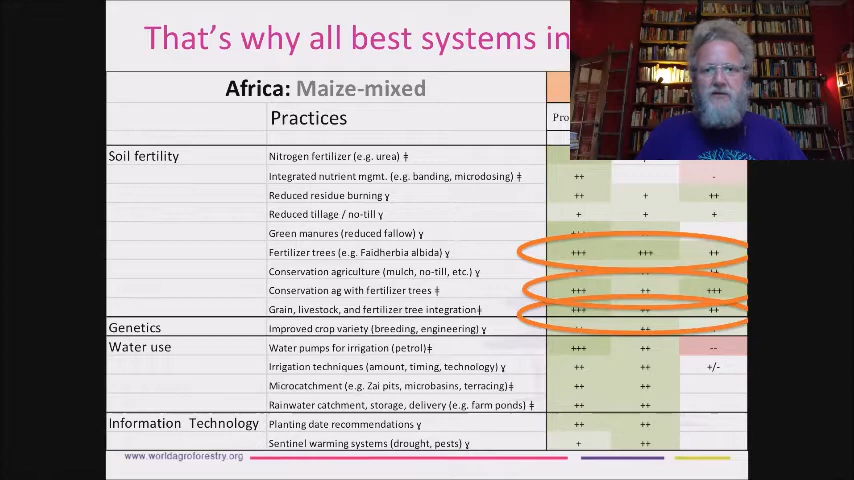 That's why all best systems in
Africa: Maize-mixed
Practices Pro
Soil fertility Nitrogen fertilizer (e.g. urea) ǂ
Integrated nutrient mgmt. (e.g. banding, microdosing) ǂ ++ -
Reduced residue burning ɣ ++ + ++
Reduced tillage / no-till ɣ + + +
Green manures (reduced fallow) ɣ
Fertilizer trees (e.g. Faidherbia albida) ɣ +++ +++ ++
Conservation agriculture (mulch, no-till, etc.) ɣ
Conservation ag with fertilizer trees ǂ +++ ++ +++
Grain, livestock, and fertilizer tree integrationǂ +++ ++ ++
Genetics Improved crop variety (breeding, engineering) ɣ ++
Water use Water pumps for irrigation (petrol)ǂ +++ ++ --
Irrigation techniques (amount, timing, technology) ɣ ++ ++ +/-
Microcatchment (e.g. Zai pits, microbasins, terracing)ǂ ++ ++
Rainwater catchment, storage, delivery (e.g. farm ponds) ǂ ++ ++
Information Technology Planting date recommendations ɣ ++ ++
Sentinel warming systems (drought, pests) ɣ + ++
www.worldagroforestry.org